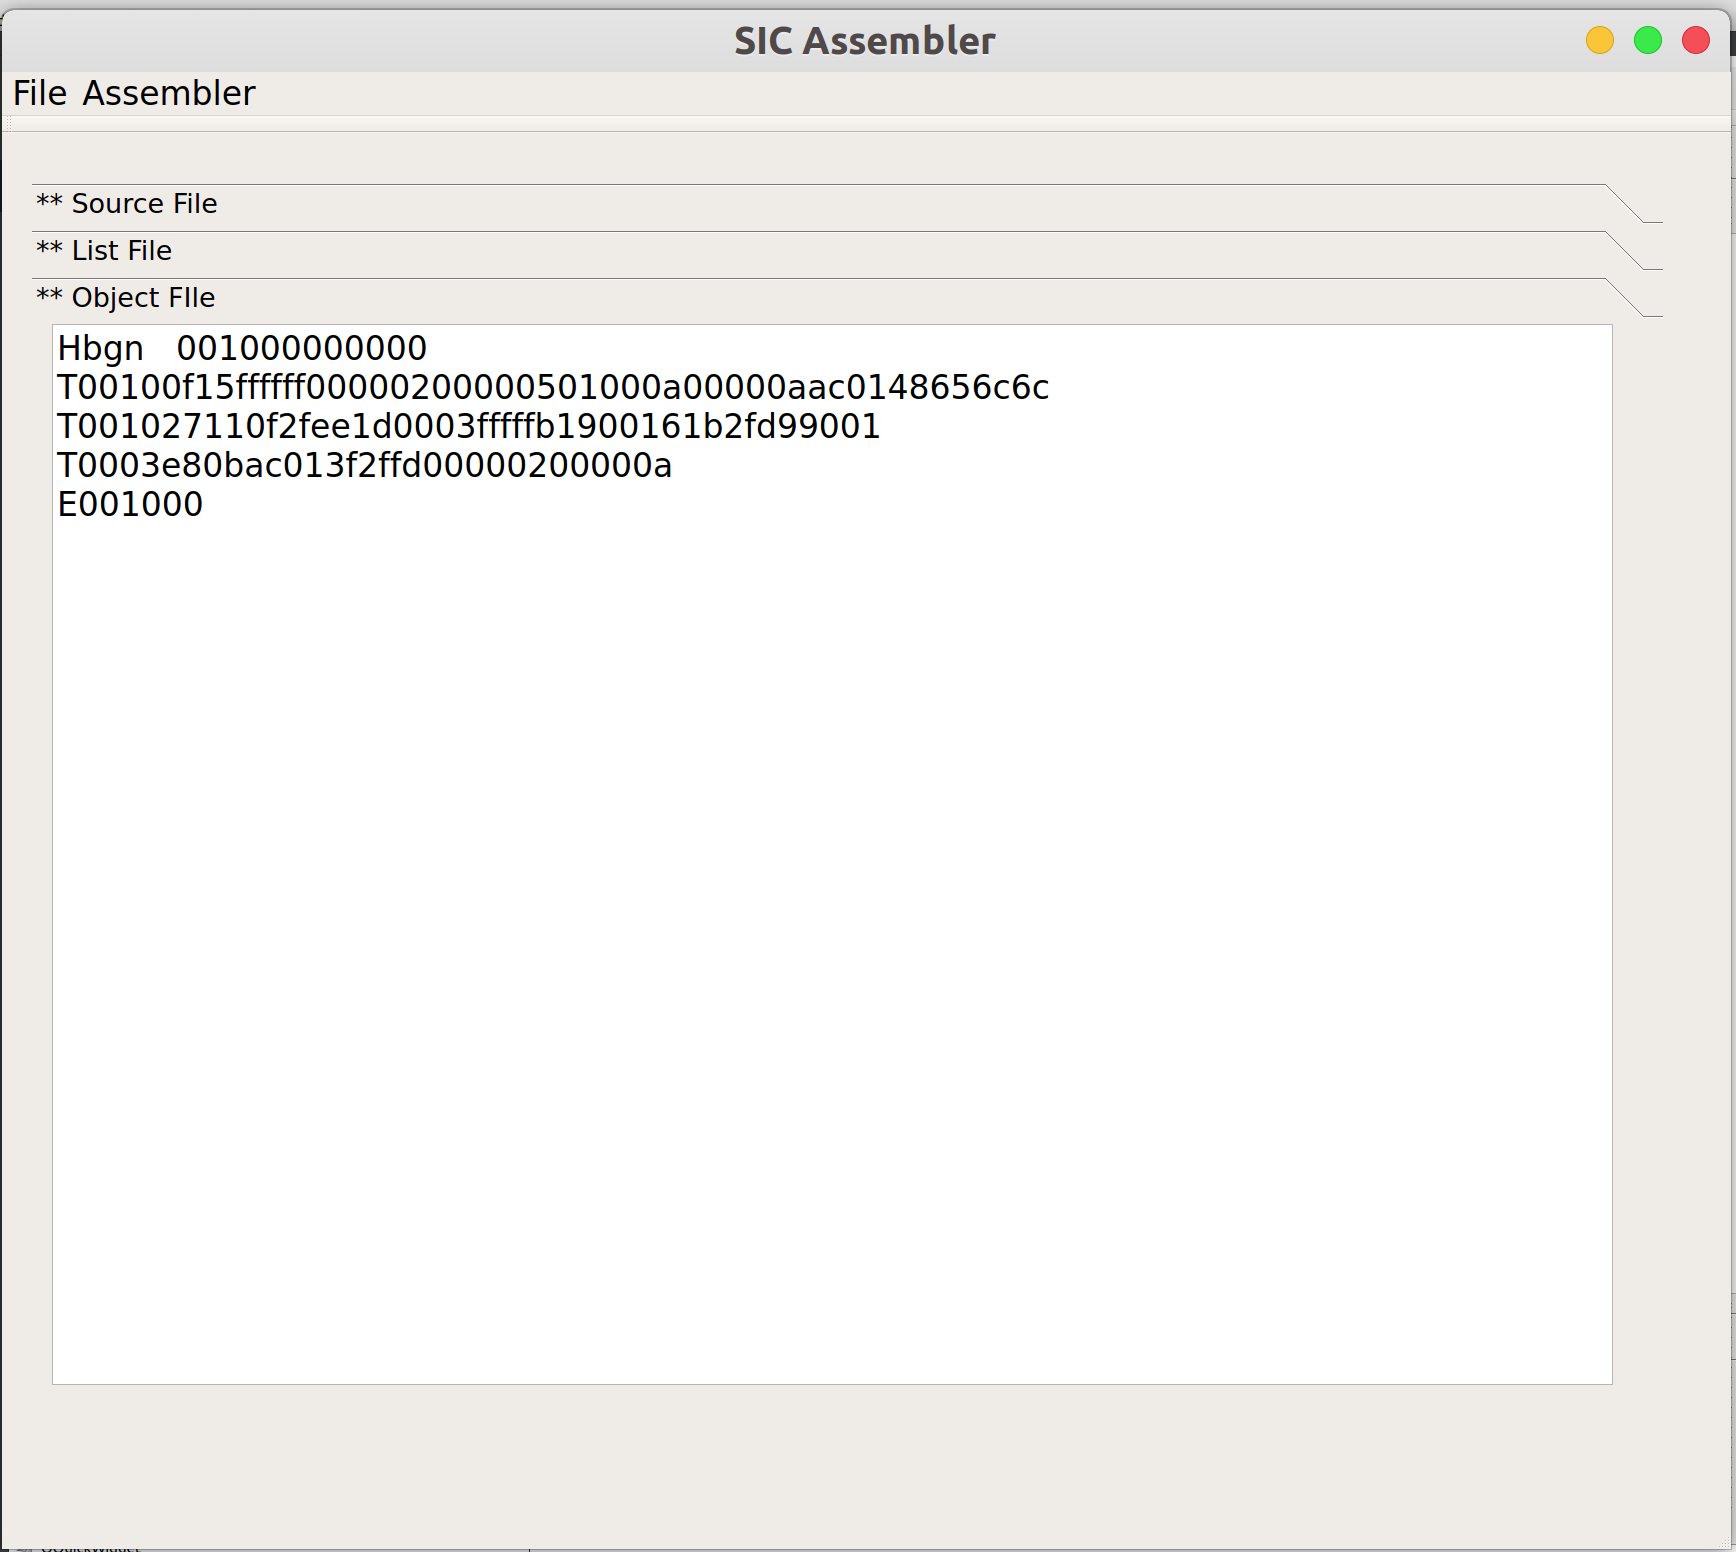 SIC Assembler
File Assembler
** Source File
** List File
** Object FIle
Hbgn 001000000000
T00100f15ffffff00000200000501000a00000aac0148656c6c
T001027110f2fee1d0003fffffb1900161b2fd99001
T0003e80bac013f2ffd00000200000a
E001000